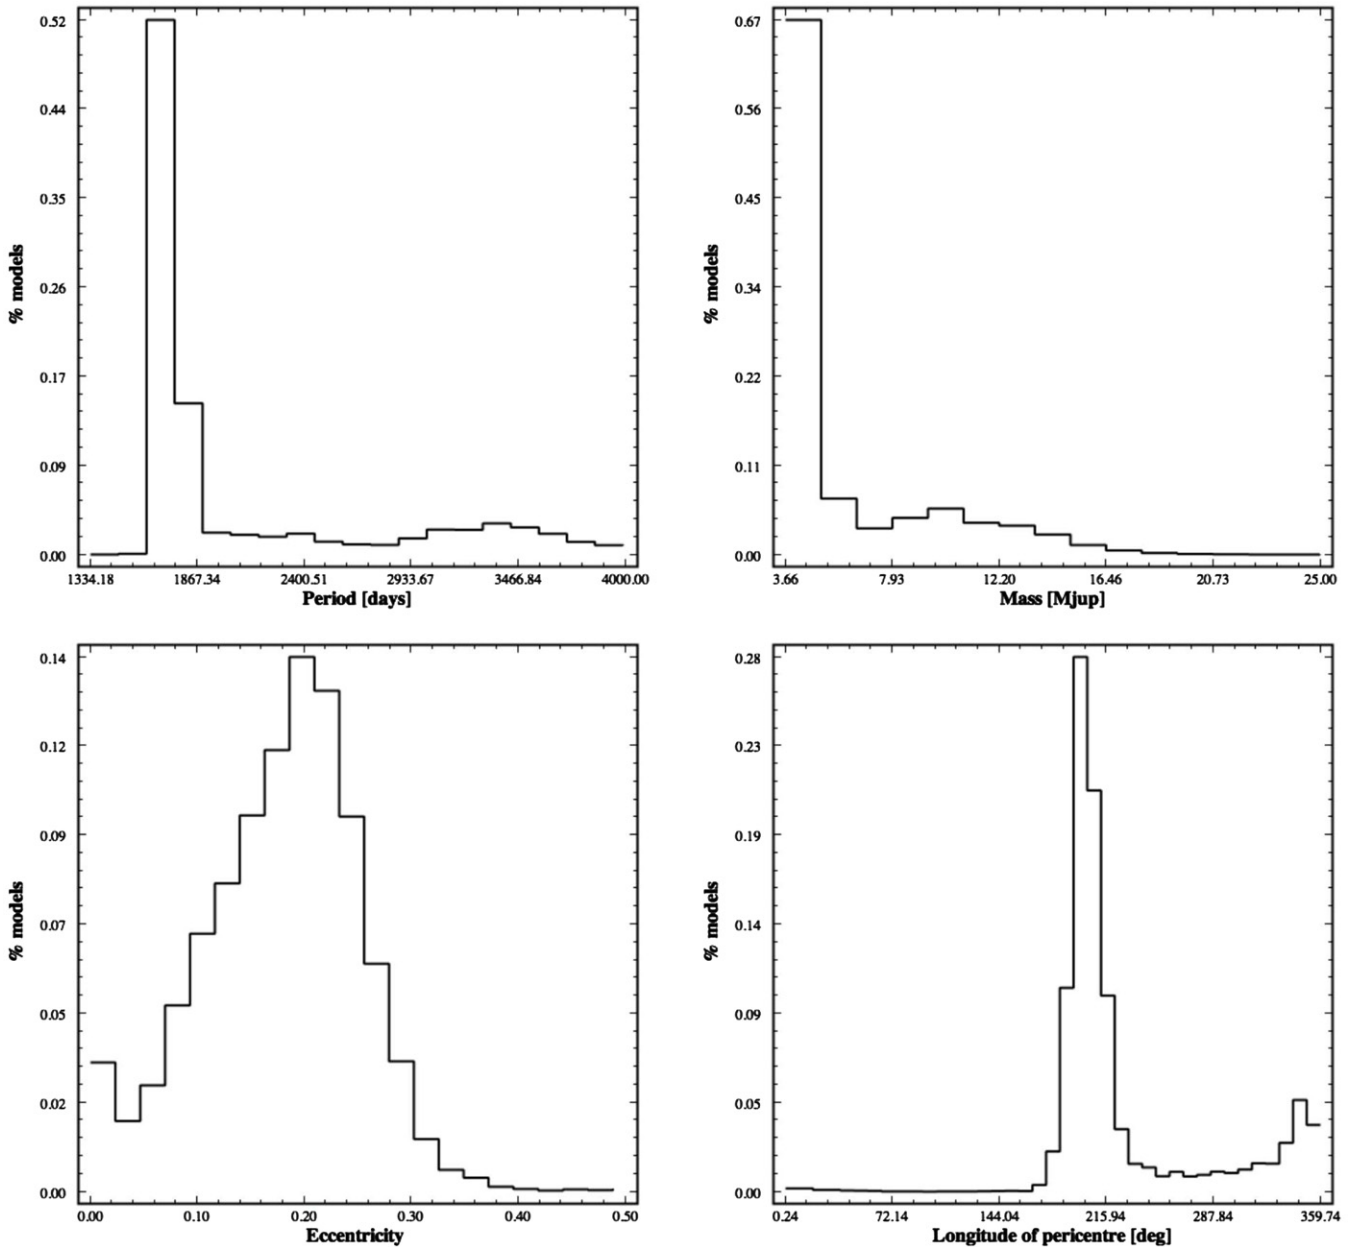 0.52
0.44
0.35
0.26
0.17
0.09
0.00
% models
1334.18 1867.34 2400.51 2933.67 3466.84 4000.00
Period [days]
0.67
0.56
0.45
0.34
0.22
0.11
0.00
% models
3.66 7.93 12.20 16.46 20.73 25.00
Mass [Mjup]
0.14
0.12
0.09
0.07
0.05
0.02
0.00
% models
0.00 0.10 0.20 0.30 0.40 0.50
Eccentricity
0.28
0.23
0.19
0.14
0.09
0.05
0.00
% models
0.24 72.14 144.04 215.94 287.84 359.74
Longitude of pericentre [deg]